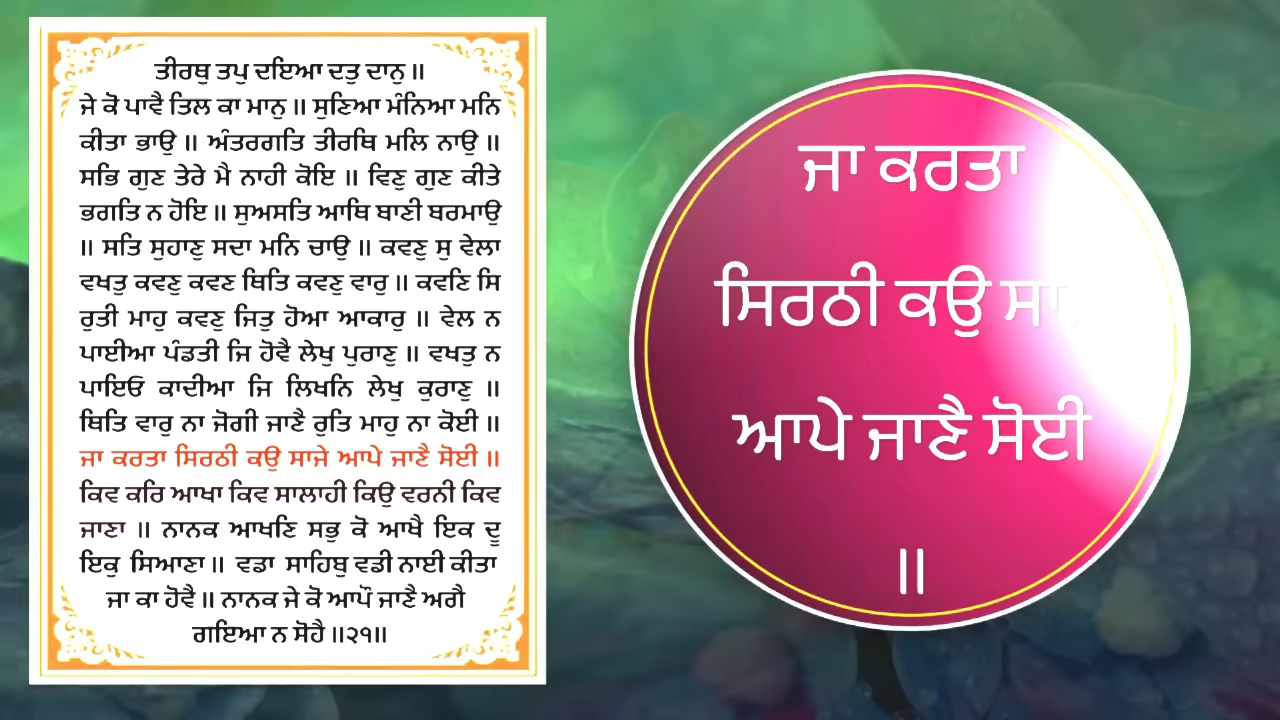 ਤੀਰਥੁ ਤਪੁ ਦਇਆ ਦਤੁ ਦਾਨੁ ॥
ਜੇ ਕੋ ਪਾਵੈ ਤਿਲ ਕਾ ਮਾਨੁ ॥ ਸੁਣਿਆ ਮੰਨਿਆ ਮਨਿ
ਕੀਤਾ ਭਾਉ ॥ ਅੰਤਰਗਤਿ ਤੀਰਥਿ ਮਲਿ ਨਾਉ ॥
ਸਭਿ ਗੁਣ ਤੇਰੇ ਮੈ ਨਾਹੀ ਕੋਇ ॥ ਵਿਣੁ ਗੁਣ ਕੀਤੇ
ਭਗਤਿ ਨ ਹੋਇ ॥ ਸੁਅਸਤਿ ਆਥਿ ਬਾਣੀ ਬਰਮਾਉ
॥ ਸਤਿ ਸੁਹਾਣੁ ਸਦਾ ਮਨਿ ਚਾਉ ॥ ਕਵਣੁ ਸੁ ਵੇਲਾ
ਵਖਤੁ ਕਵਣੁ ਕਵਣ ਥਿਤਿ ਕਵਣੁ ਵਾਰੁ ॥ ਕਵਣਿ ਸਿ
ਰੁਤੀ ਮਾਹੁ ਕਵਣੁ ਜਿਤੁ ਹੋਆ ਆਕਾਰੁ ॥ ਵੇਲ ਨ
ਪਾਈਆ ਪੰਡਤੀ ਜਿ ਹੋਵੈ ਲੇਖੁ ਪੁਰਾਣੁ ॥ ਵਖਤੁ ਨ
ਪਾਇਓ ਕਾਦੀਆ ਜਿ ਲਿਖਨਿ ਲੇਖੁ ਕੁਰਾਣੁ ॥
ਥਿਤਿ ਵਾਰੁ ਨਾ ਜੋਗੀ ਜਾਣੈ ਰੁਤਿ ਮਾਹੁ ਨਾ ਕੋਈ ॥
ਜਾ ਕਰਤਾ ਸਿਰਠੀ ਕਉ ਸਾਜੇ ਆਪੇ ਜਾਣੈ ਸੋਈ ॥
ਕਿਵ ਕਰਿ ਆਖਾ ਕਿਵ ਸਾਲਾਹੀ ਕਿਉ ਵਰਨੀ ਕਿਵ
ਜਾਣਾ ॥ ਨਾਨਕ ਆਖਣਿ ਸਭੁ ਕੋ ਆਖੈ ਇਕ ਦੂ
ਇਕੁ ਸਿਆਣਾ ॥ ਵਡਾ ਸਾਹਿਬੁ ਵਡੀ ਨਾਈ ਕੀਤਾ
ਜਾ ਕਾ ਹੋਵੈ ॥ ਨਾਨਕ ਜੇ ਕੋ ਆਪੌ ਜਾਣੈ ਅਗੈ
ਗਇਆ ਨ ਸੋਹੈ ॥੨੧॥
ਜਾ ਕਰਤਾ
ਸਿਰਠੀ ਕਉ
ਆਪੇ ਜਾਣੈ ਸੋਈ
॥